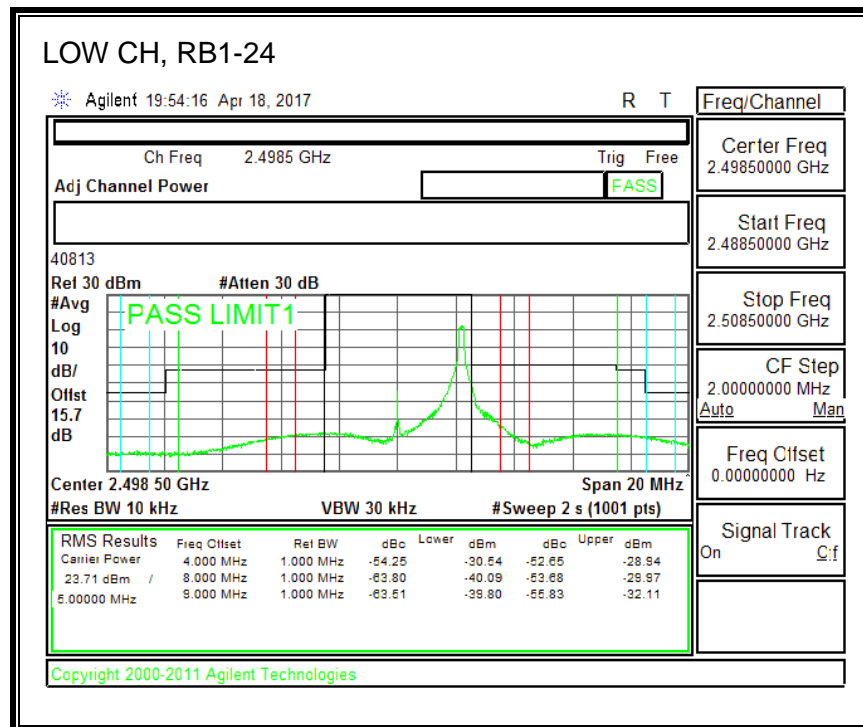 LOW CH, RB1-24
Agilent 19:54:16 Apr 18, 2017 R T
Freq/Channel
Ch Freq 2.4985 GHz Trig Free
Adj Channel Power PASS
Center Freq
2.49850000 GHz
Start Freq
2.48850000 GHz
Stop Freq
2.50850000 GHz
CF Step
2.00000000 MHz
Auto Man
Freq Offset
0.00000000 Hz
Signal Track
On Off
40813
Ref 30 dBm #Atten 30 dB
#Avg
Log
10
dB/
Offst
15.7
dB
PASS LIMIT1
Center 2.498 50 GHz Span 20 MHz
#Res BW 10 kHz VBW 30 kHz #Sweep 2 s (1001 pts)
RMS Results Freq Offset Ref BW dBc Lower dBm dBc Upper dBm
Carrier Power 4.000 MHz 1.000 MHz -54.25 -30.54 -52.65 -28.94
23.71 dBm / 8.000 MHz 1.000 MHz -63.80 -40.09 -53.68 -29.97
5.00000 MHz 9.000 MHz 1.000 MHz -63.51 -39.80 -55.83 -32.11
Copyright 2000-2011 Agilent Technologies